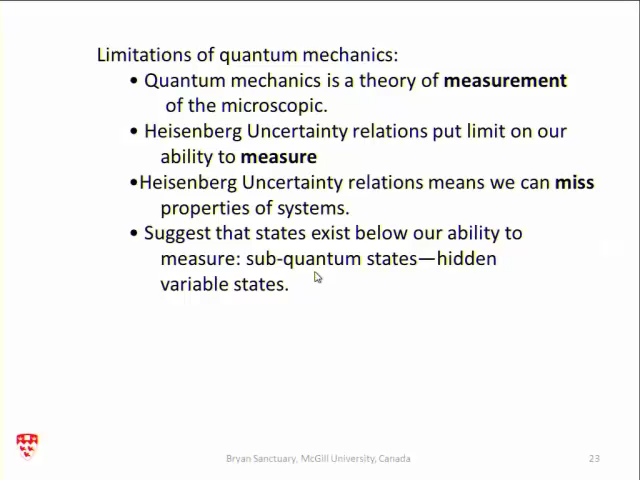 Limitations of quantum mechanics:
• Quantum mechanics is a theory of measurement
of the microscopic.
• Heisenberg Uncertainty relations put limit on our
ability to measure
•Heisenberg Uncertainty relations means we can miss
properties of systems.
• Suggest that states exist below our ability to
measure: sub-quantum states—hidden
variable states.
Bryan Sanctuary, McGill University, Canada
23